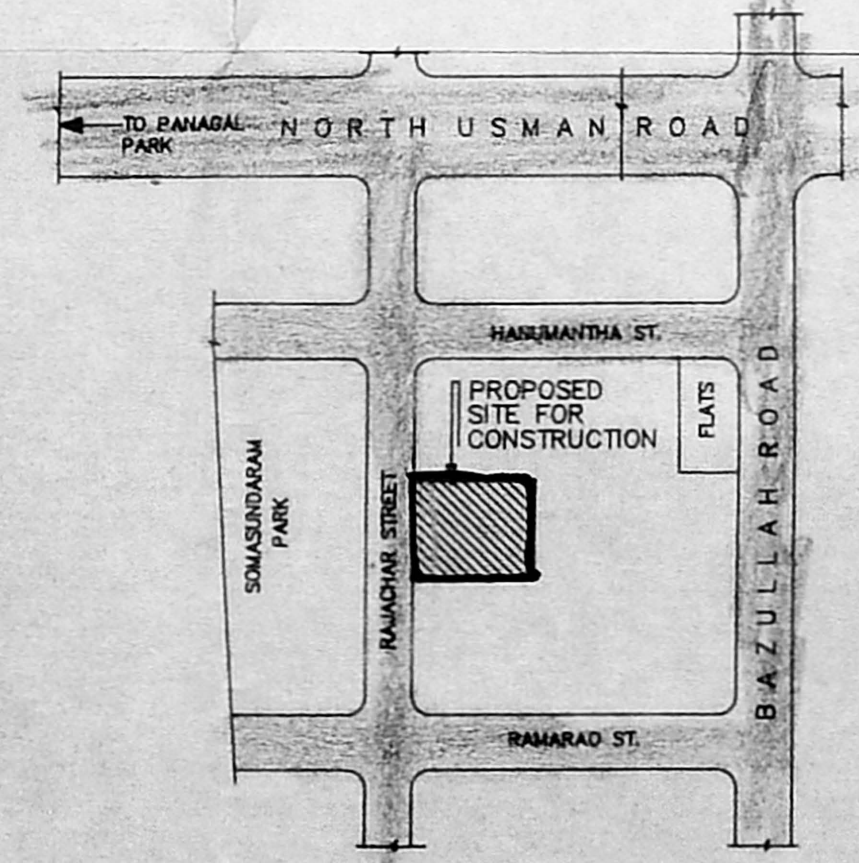 TO PANAGAL
PARK
NORTH USMAN ROAD
HANUMANTHA ST.
PROPOSED
SITE FOR
CONSTRUCTION
FLATS
SOMASUNDARAM
PARK
RAJACHAR STREET
BAZULLAH ROAD
RAMARAO ST.